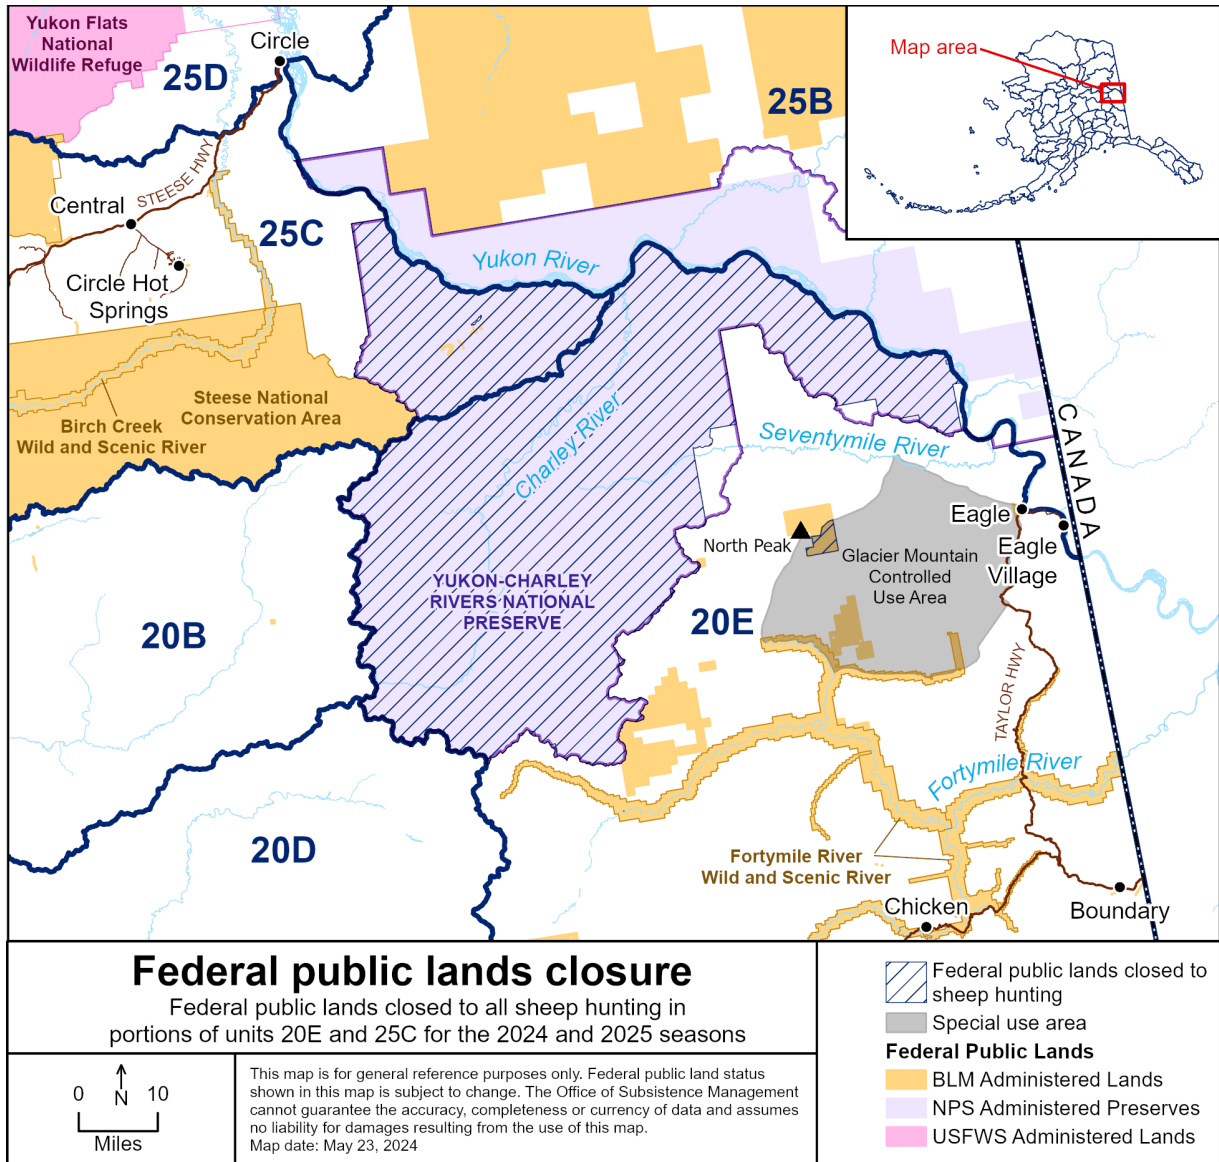 Yukon Flats
National
Wildlife Refuge
Circle
25D
25B
Map area
STEESE HWY
Central
25C
Circle Hot
Springs
Yukon River
Steese National
Conservation Area
Birch Creek
Wild and Scenic River
Charley River
Seventymile River
CANADA
Eagle
Eagle
Village
North Peak
Glacier Mountain
Controlled
Use Area
YUKON-CHARLEY
RIVERS NATIONAL
PRESERVE
20B
20E
TAYLOR HWY
Fortymile River
20D
Fortymile River
Wild and Scenic River
Chicken
Boundary
Federal public lands closure
Federal public lands closed to all sheep hunting in
portions of units 20E and 25C for the 2024 and 2025 seasons
0 N 10
Miles
This map is for general reference purposes only. Federal public land status
shown in this map is subject to change. The Office of Subsistence Management
cannot guarantee the accuracy, completeness or currency of data and assumes
no liability for damages resulting from the use of this map.
Map date: May 23, 2024
Federal public lands closed to
sheep hunting
Special use area
Federal Public Lands
BLM Administered Lands
NPS Administered Preserves
USFWS Administered Lands